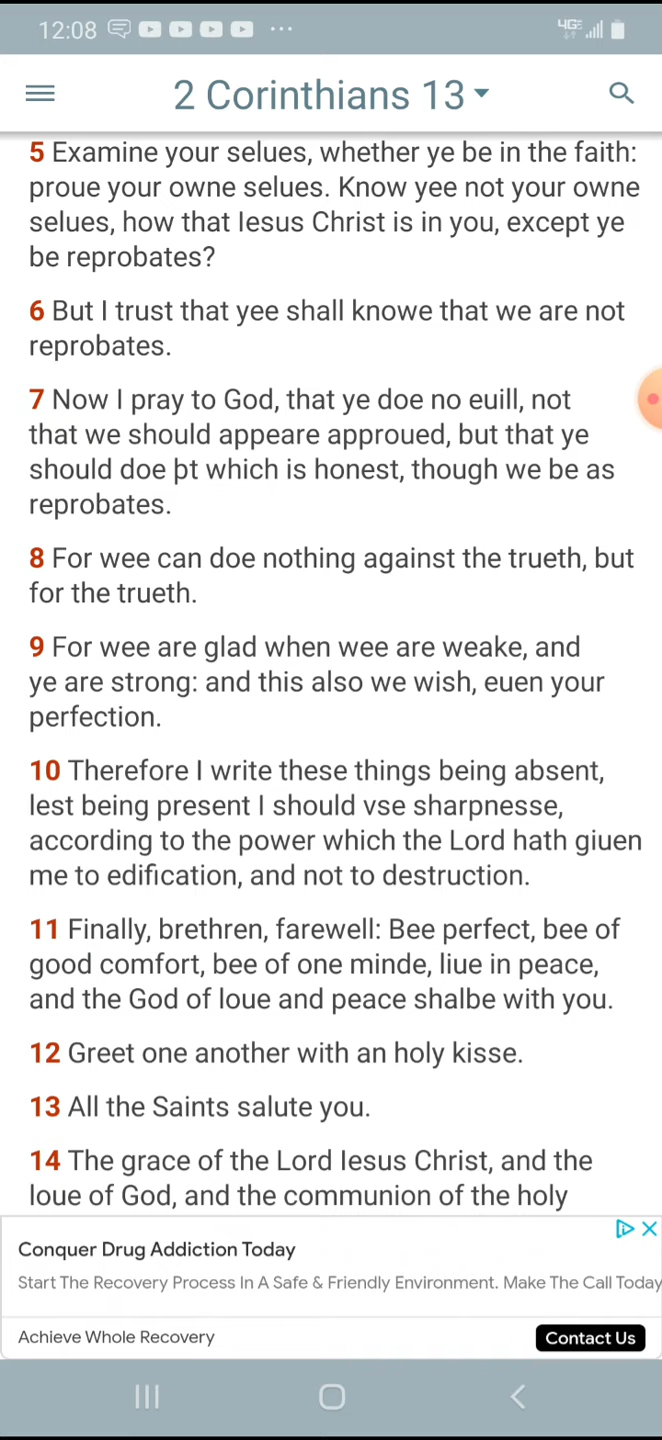 12:08
4GE
2 Corinthians 13
5 Examine your selues, whether ye be in the faith:
proue your owne selues. Know yee not your owne
selues, how that Iesus Christ is in you, except ye
be reprobates?
6 But I trust that yee shall knowe that we are not
reprobates.
7 Now I pray to God, that ye doe no euill, not
that we should appeare approued, but that ye
should doe þt which is honest, though we be as
reprobates.
8 For wee can doe nothing against the trueth, but
for the trueth.
9 For wee are glad when wee are weake, and
ye are strong: and this also we wish, euen your
perfection.
10 Therefore I write these things being absent,
lest being present I should vse sharpnesse,
according to the power which the Lord hath giuen
me to edification, and not to destruction.
11 Finally, brethren, farewell: Bee perfect, bee of
good comfort, bee of one minde, liue in peace,
and the God of loue and peace shalbe with you.
12 Greet one another with an holy kisse.
13 All the Saints salute you.
14 The grace of the Lord Iesus Christ, and the
loue of God, and the communion of the holy
Conquer Drug Addiction Today
Start The Recovery Process In A Safe & Friendly Environment. Make The Call Today
Achieve Whole Recovery
Contact Us